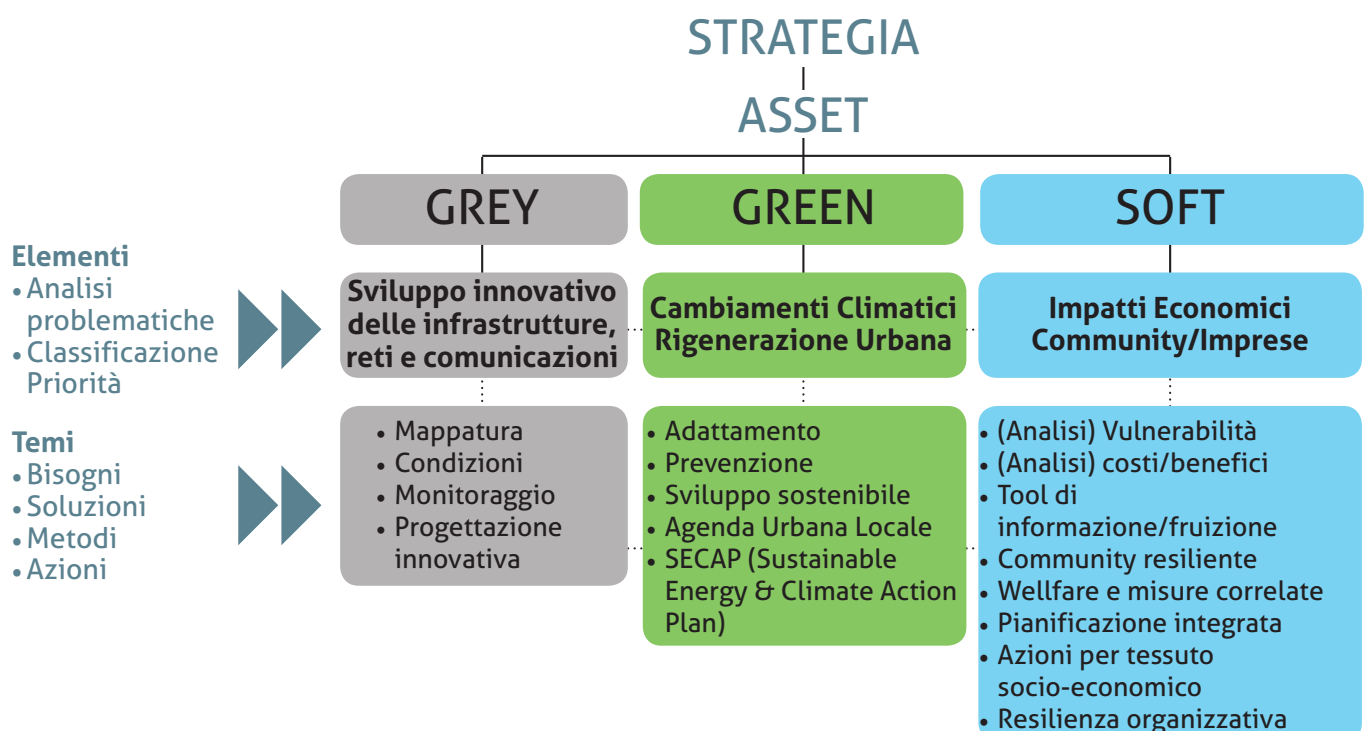 STRATEGIA
ASSET
GREY
GREEN
SOFT
Elementi
• Analisi
problematiche
• Classificazione
Priorità
Sviluppo innovativo
delle infrastrutture,
reti e comunicazioni
Cambiamenti Climatici
Rigenerazione Urbana
Impatti Economici
Community/Imprese
Temi
• Bisogni
• Soluzioni
• Metodi
• Azioni
• Mappatura
• Condizioni
• Monitoraggio
• Progettazione
innovativa
• Adattamento
• Prevenzione
• Sviluppo sostenibile
• Agenda Urbana Locale
• SECAP (Sustainable
Energy & Climate Action
Plan)
• (Analisi) Vulnerabilità
• (Analisi) costi/benefici
• Tool di
informazione/fruizione
• Community resiliente
• Wellfare e misure correlate
• Pianificazione integrata
• Azioni per tessuto
socio-economico
• Resilienza organizzativa